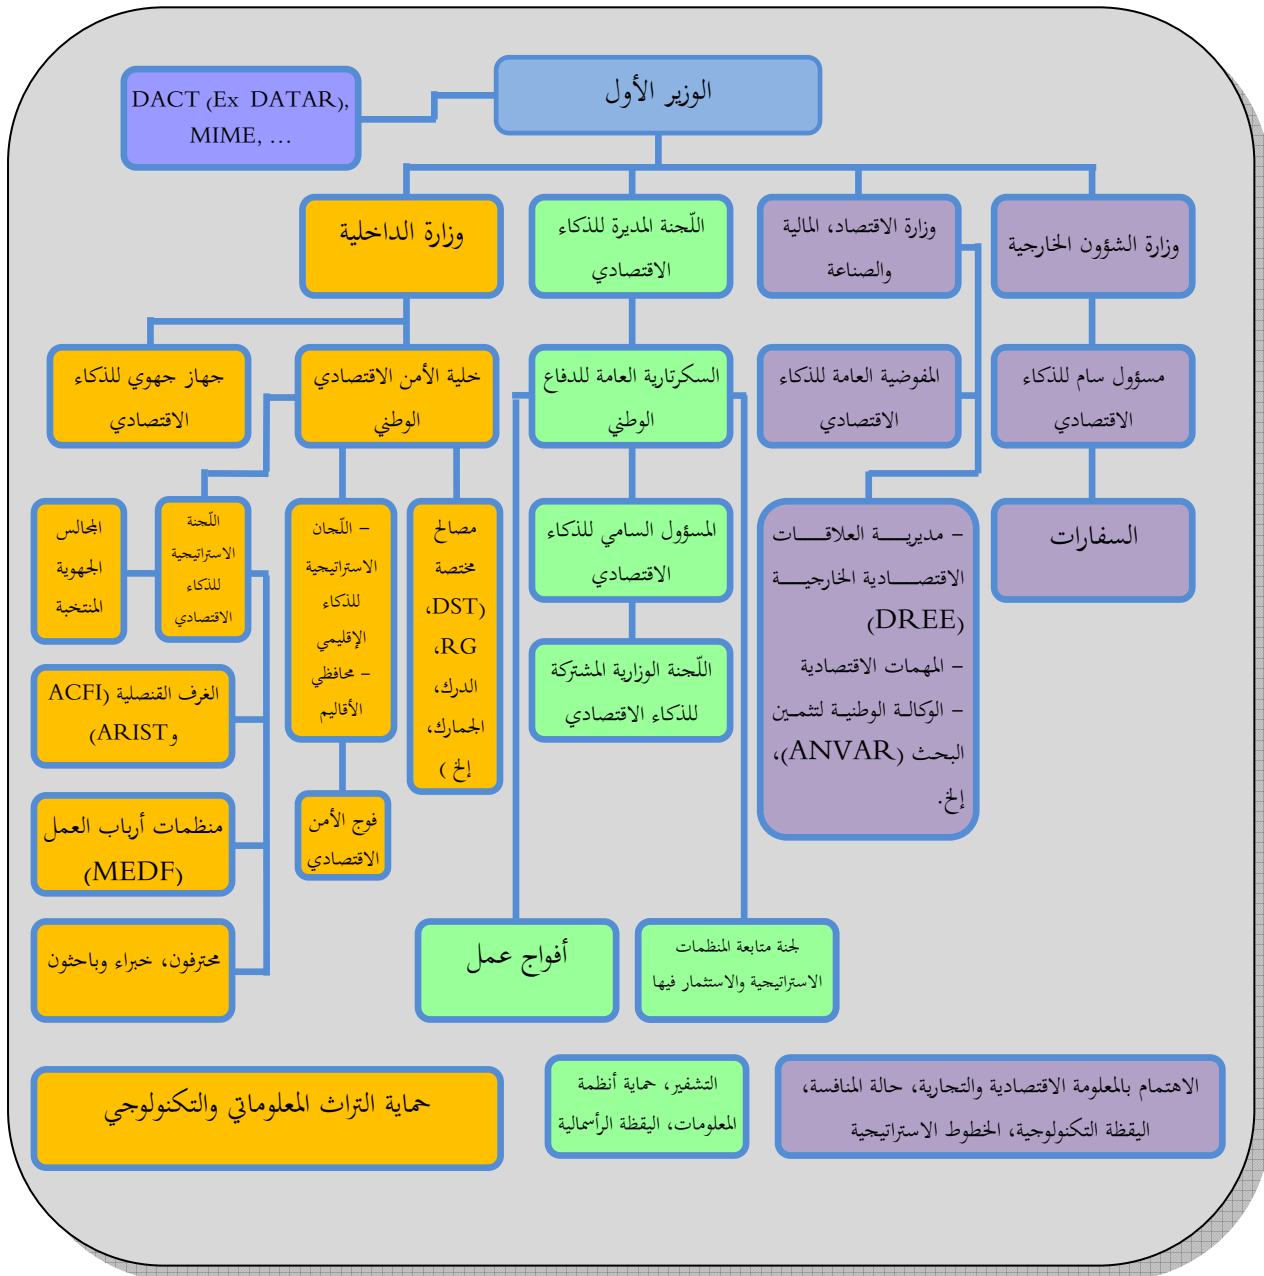 الوزير الأول
DACT (Ex DATAR),
MIME, …
وزارة الشؤون الخارجية
وزارة الاقتصاد، المالية
والصناعة
اللّجنة المديرة للذكاء
الاقتصادي
وزارة الداخلية
مسؤول سام للذكاء
الاقتصادي
المفوضية العامة للذكاء
الاقتصادي
السكرتارية العامة للدفاع
الوطني
خلية الأمن الاقتصادي
الوطني
جهاز جهوي للذكاء
الاقتصادي
السفارات
– مديرية العلاقات
الاقتصادية الخارجية
(DREE)
– المهمات الاقتصادية
– الوكالة الوطنية لتثمين
البحث (ANVAR)،
إلخ.
المسؤول السامي للذكاء
الاقتصادي
اللّجنة الوزارية المشتركة
للذكاء الاقتصادي
مصالح
مختصة
(DST،
RG،
الدرك،
الجمارك،
إلخ )
– اللّجان
الاستراتيجية
للذكاء
الإقليمي
– محافظي
الأقاليم
فوج الأمن
الاقتصادي
اللّجنة
الاستراتيجية
للذكاء
الاقتصادي
المجالس
الجهوية
المنتخبة
الغرف القنصلية (ACFI
وARIST)
منظمات أرباب العمل
(MEDF)
محترفون، خبراء وباحثون
لجنة متابعة المنظمات
الاستراتيجية والاستثمار فيها
أفواج عمل
الاهتمام بالمعلومة الاقتصادية والتجارية، حالة المنافسة،
اليقظة التكنولوجية، الخطوط الاستراتيجية
التشفير، حماية أنظمة
المعلومات، اليقظة الرأسمالية
حماية التراث المعلوماتي والتكنولوجي